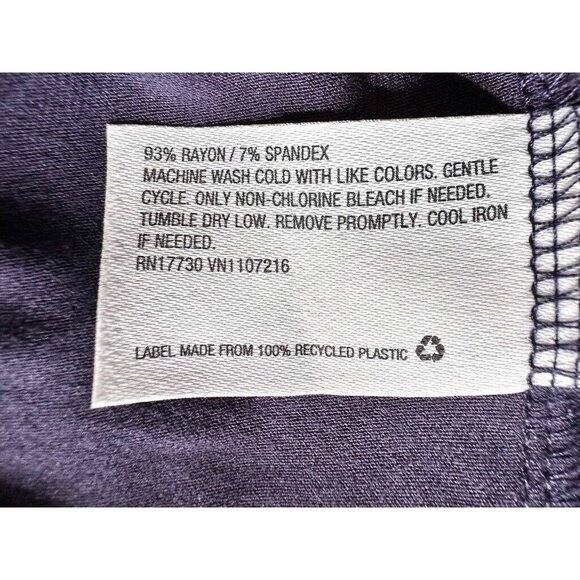 93% RAYON / 7% SPANDEX
MACHINE WASH COLD WITH LIKE COLORS. GENTLE
CYCLE. ONLY NON-CHLORINE BLEACH IF NEEDED.
TUMBLE DRY LOW. REMOVE PROMPTLY. COOL IRON
IF NEEDED.
RN17730 VN1107216
LABEL MADE FROM 100% RECYCLED PLASTIC